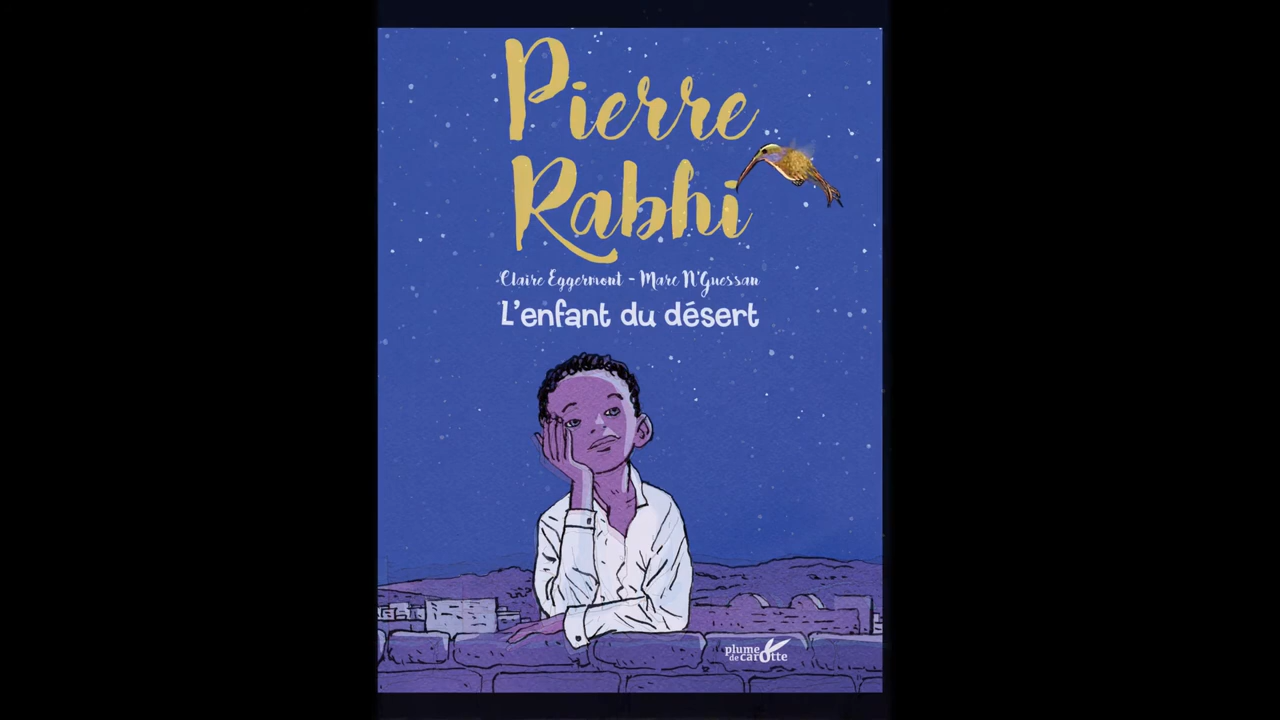 Pierre
Rabhi
Claire Eggermont - Marc N'Guessan
L'enfant du désert
plume
de carotte